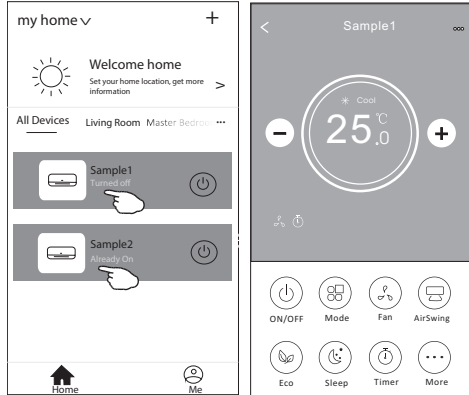 my home
+
Welcome home
Set your home location, get more
information
>
All Devices Living Room Master Bedroo ...
Sample1
Turned off
Sample2
Already On
Home
Me
< Sample1 ooo
Cool
25.0 ℃
− +
ON/OFF Mode Fan AirSwing
Eco Sleep Timer More